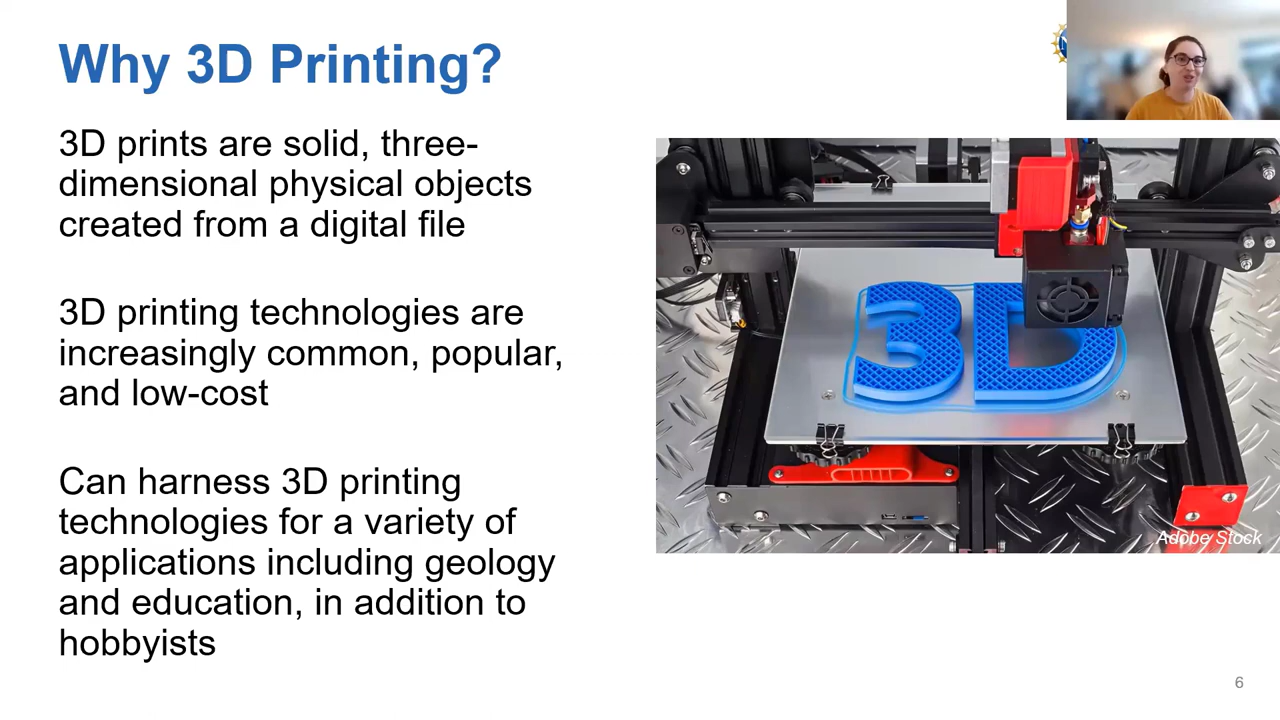 Why 3D Printing?
3D prints are solid, three-
dimensional physical objects
created from a digital file
3D printing technologies are
increasingly common, popular,
and low-cost
Can harness 3D printing
technologies for a variety of
applications including geology
and education, in addition to
hobbyists
3D
Adobe Stock
6